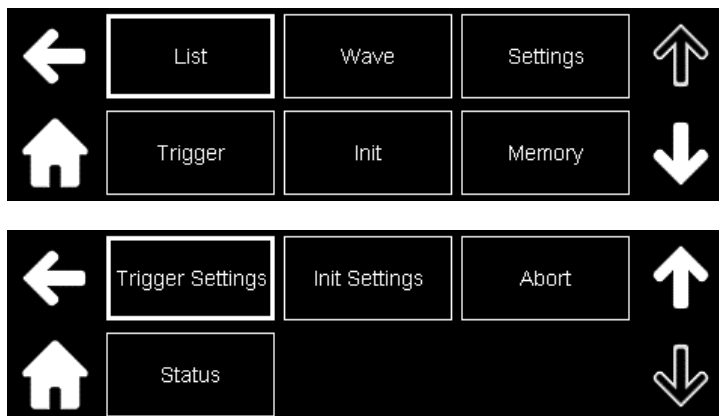 List
Wave
Settings
Trigger
Init
Memory
Trigger Settings
Init Settings
Abort
Status